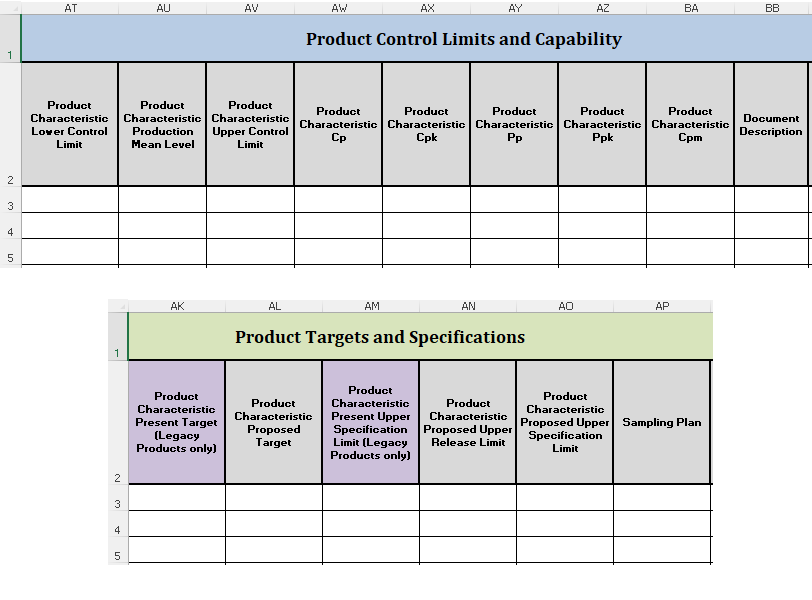 AT AU AV AW AX AY AZ BA BB
1 Product Control Limits and Capability
2
Product Characteristic Lower Control Limit
Product Characteristic Production Mean Level
Product Characteristic Upper Control Limit
Product Characteristic Cp
Product Characteristic Cpk
Product Characteristic Pp
Product Characteristic Ppk
Product Characteristic Cpm
Document Description
3
4
5
AK AL AM AN AO AP
1 Product Targets and Specifications
2
Product Characteristic Present Target (Legacy Products only)
Product Characteristic Proposed Target
Product Characteristic Present Upper Specification Limit (Legacy Products only)
Product Characteristic Proposed Upper Release Limit
Product Characteristic Proposed Upper Specification Limit
Sampling Plan
3
4
5